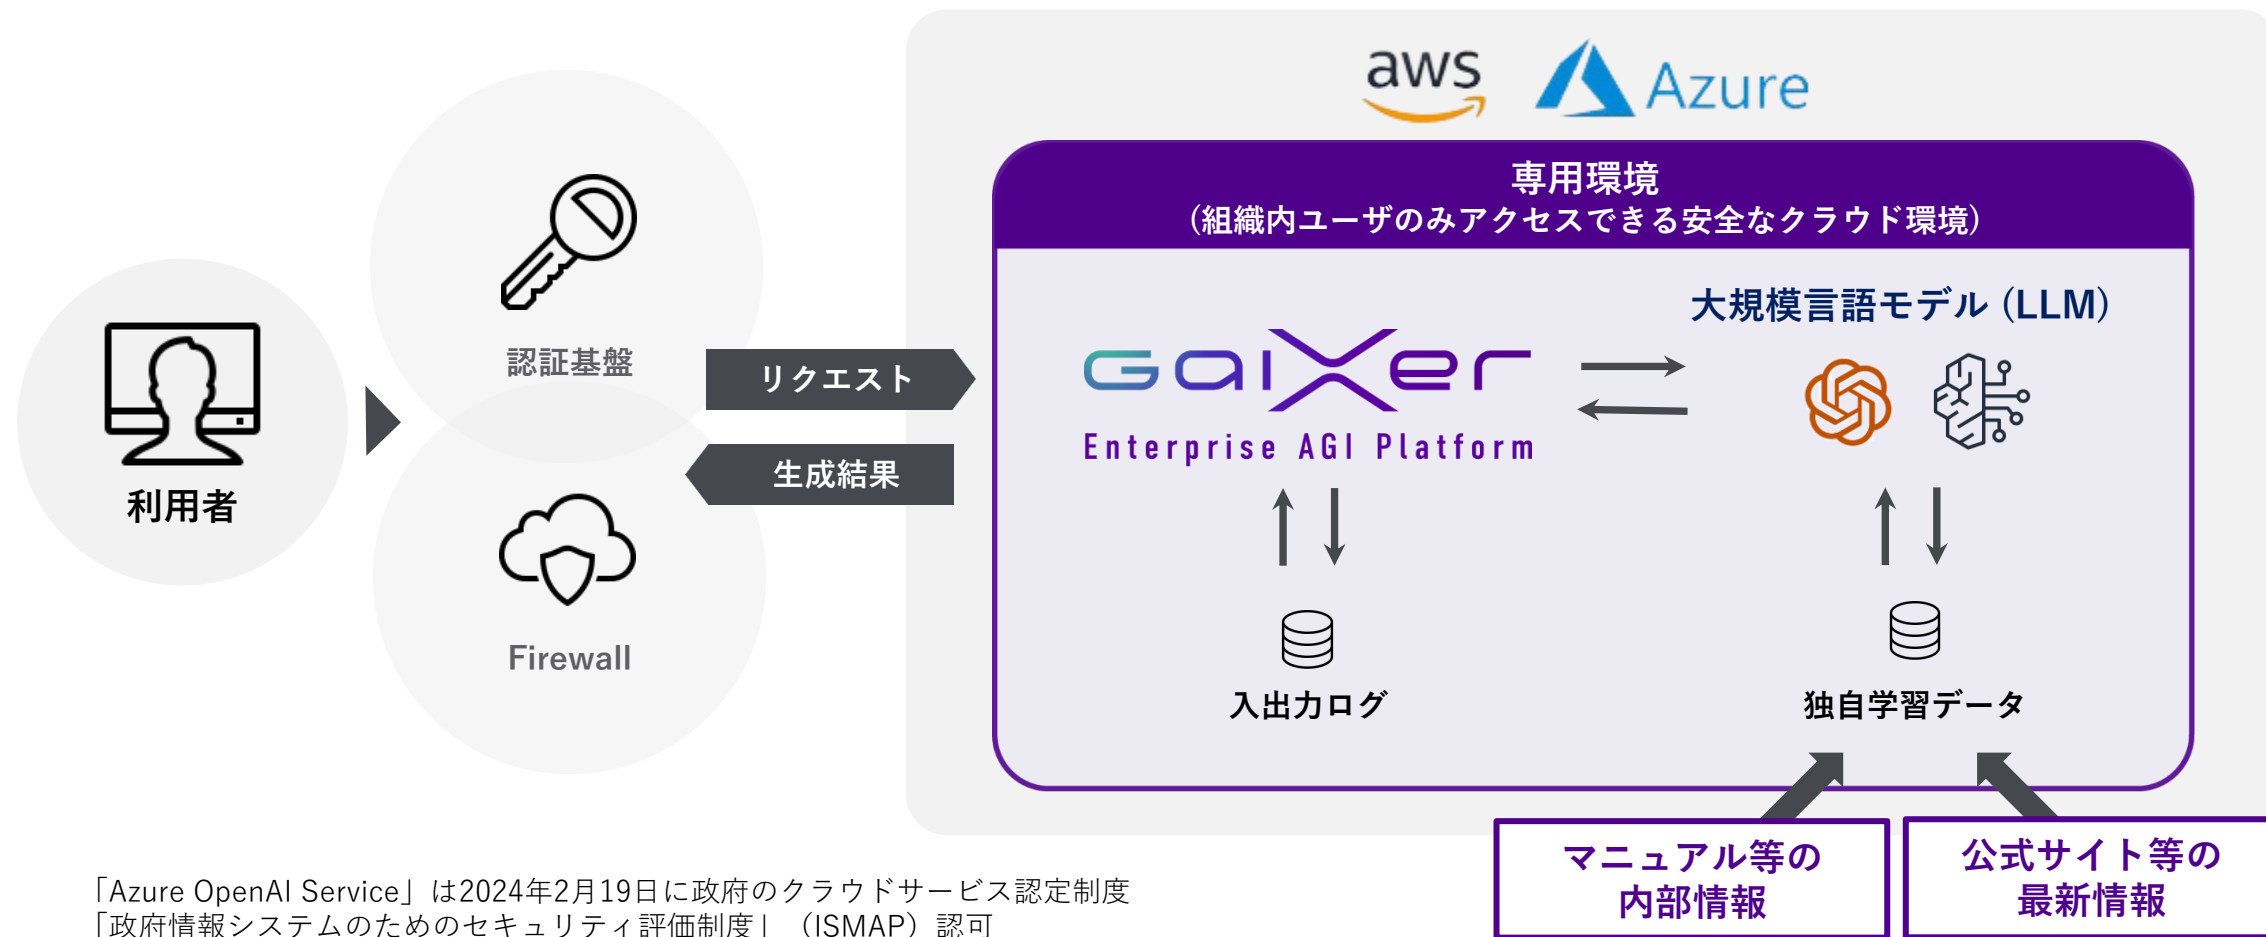 aws
Azure
専用環境
(組織内ユーザのみアクセスできる安全なクラウド環境)
大規模言語モデル (LLM)
GaiXer
Enterprise AGI Platform
認証基盤
リクエスト
生成結果
利用者
Firewall
入出力ログ
独自学習データ
マニュアル等の
内部情報
公式サイト等の
最新情報
「Azure OpenAI Service」は2024年2月19日に政府のクラウドサービス認定制度
「政府情報システムのためのセキュリティ評価制度」（ISMAP）認可